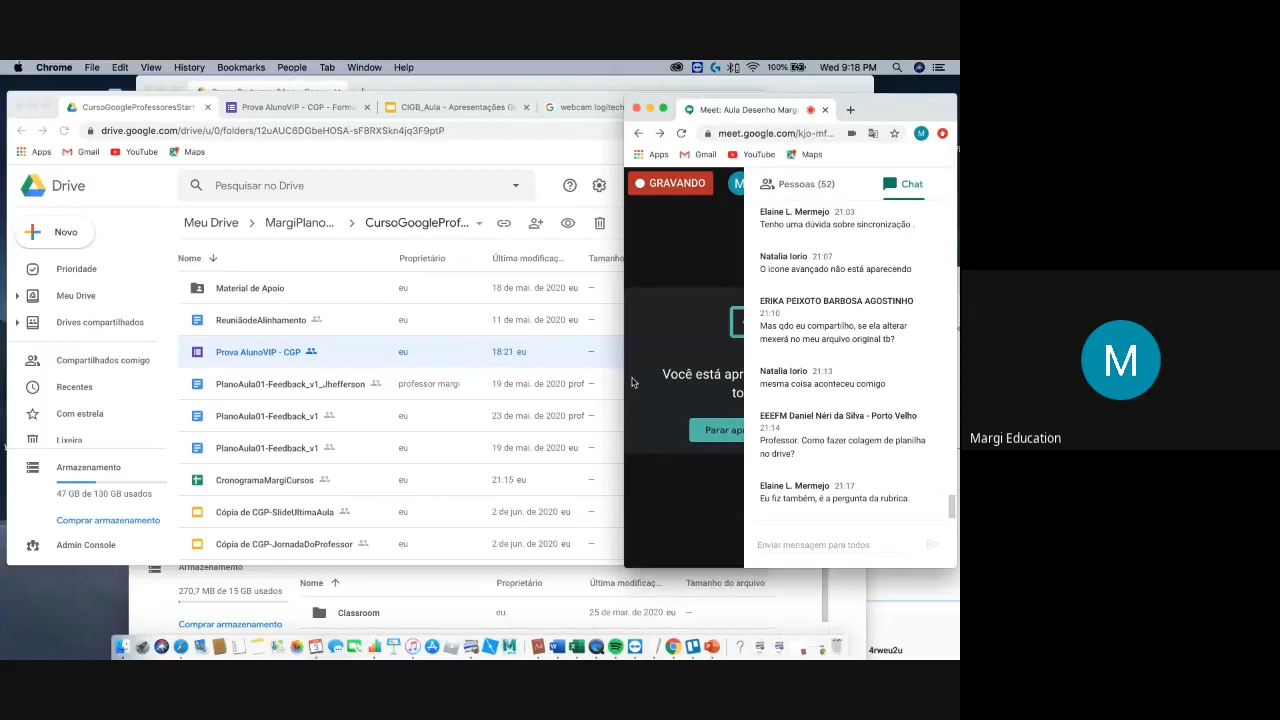 Chrome File Edit View History Bookmarks People Tab Window Help
100% Wed 9:18 PM
CursoGoogleProfessoresStart
Prova AlunoVIP - CGP - Formu
CIGB_Aula - Apresentações G
webcam logitech
drive.google.com/drive/u/0/folders/12uAUC6DGbeHOSA-sF8RXSkn4jq3F9ptP
Apps Gmail YouTube Maps
Drive
Pesquisar no Drive
Novo
Meu Drive > MargiPlano... > CursoGoogleProf...
Nome Proprietário Última modificaç... Tamanho
Prioridade
Meu Drive
Drives compartilhados
Compartilhados comigo
Recentes
Com estrela
Lixeira
Armazenamento
47 GB de 130 GB usados
Comprar armazenamento
Admin Console
Material de Apoio eu 18 de mai. de 2020 eu —
ReuniãodeAlinhamento eu 11 de mai. de 2020 eu —
Prova AlunoVIP - CGP eu 18:21 eu —
PlanoAula01-Feedback_v1_Jhefferson professor margi 19 de mai. de 2020 prof —
PlanoAula01-Feedback_v1 eu 23 de mai. de 2020 prof —
PlanoAula01-Feedback_v1 eu 19 de mai. de 2020 prof —
CronogramaMargiCursos eu 21:15 eu —
Cópia de CGP-SlideUltimaAula eu 2 de jun. de 2020 eu —
Cópia de CGP-JornadaDoProfessor eu 2 de jun. de 2020 eu —
Armazenamento
270,7 MB de 15 GB usados
Comprar armazenamento
Nome Proprietário Última modificaç... Tamanho do arquivo
Classroom eu 25 de mar. de 2020 eu —
Meet: Aula Desenho Marg
meet.google.com/kjo-mf...
M
Apps Gmail YouTube Maps
GRAVANDO
M
Você está apr
to
Parar apr
Pessoas (52) Chat
Elaine L. Mermejo 21:03
Tenho uma dúvida sobre sincronização .
Natalia Iorio 21:07
O icone avançado não está aparecendo
ERIKA PEIXOTO BARBOSA AGOSTINHO
21:10
Mas qdo eu compartilho, se ela alterar
mexerá no meu arquivo original tb?
Natalia Iorio 21:13
mesma coisa aconteceu comigo
EEEFM Daniel Néri da Silva - Porto Velho
21:14
Professor. Como fazer colagem de planilha
no drive?
Elaine L. Mermejo 21:17
Eu fiz também, é a pergunta da rubrica.
Enviar mensagem para todos
4rweu2u
M
Margi Education